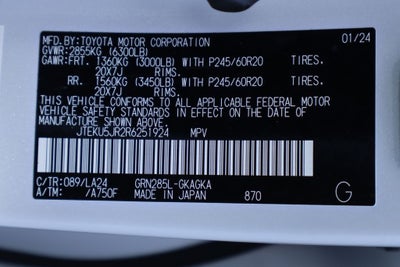 MFD.BY:TOYOTA MOTOR CORPORATION 01/24
GVWR:2855KG (6300LB)
GAWR:FRT.1360KG (3000LB) WITH P245/60R20 TIRES.
20X7J RIMS.
RR. 1560KG (3450LB) WITH P245/60R20 TIRES.
20X7J RIMS.
THIS VEHICLE CONFORMS TO ALL APPLICABLE FEDERAL MOTOR
VEHICLE SAFETY STANDARDS IN EFFECT ON THE DATE OF
MANUFACTURE SHOWN ABOVE.
JTEKU5JR2R6251924 MPV
C/TR:089/LA24 GRN285L-GKAGKA
A/TM: /A750F MADE IN JAPAN 870 G